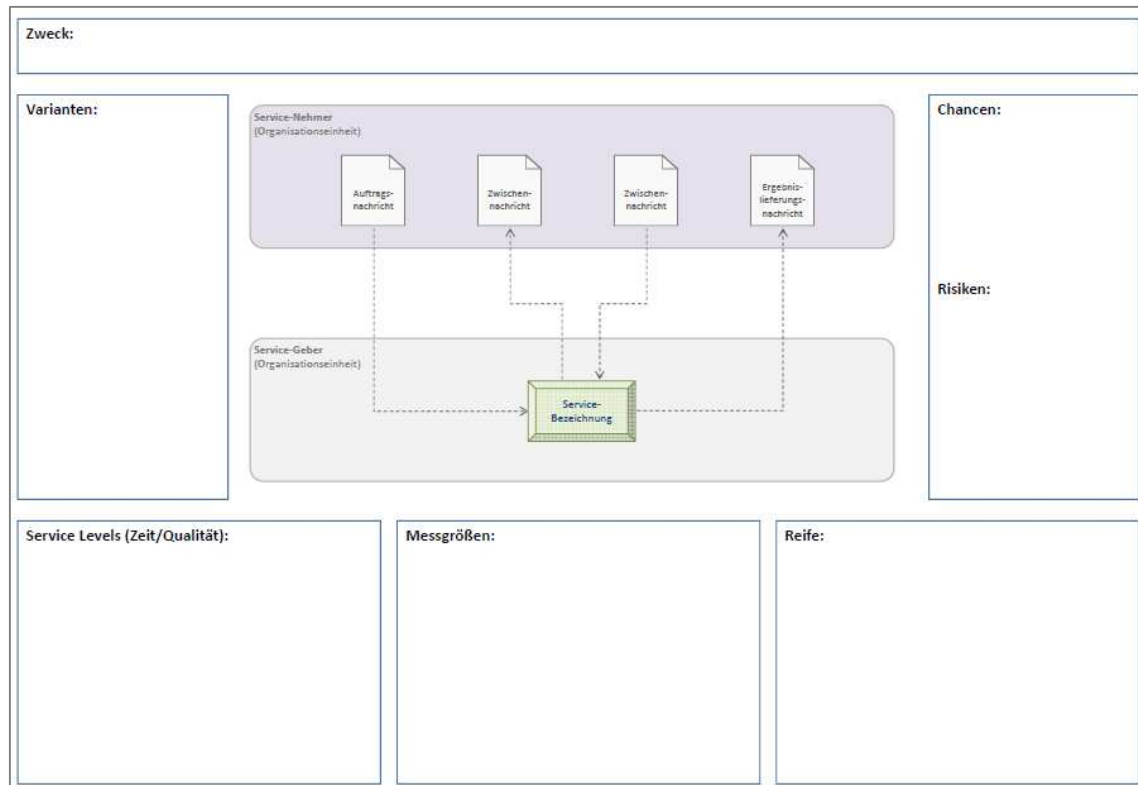 Zweck:
Varianten:
Service-Nehmer
(Organisationseinheit)
Auftrags-
nachricht
Zwischen-
nachricht
Zwischen-
nachricht
Ergebnis-
lieferungs-
nachricht
Service-Geber
(Organisationseinheit)
Service-
Bezeichnung
Chancen:
Risiken:
Service Levels (Zeit/Qualität):
Messgrößen:
Reife: